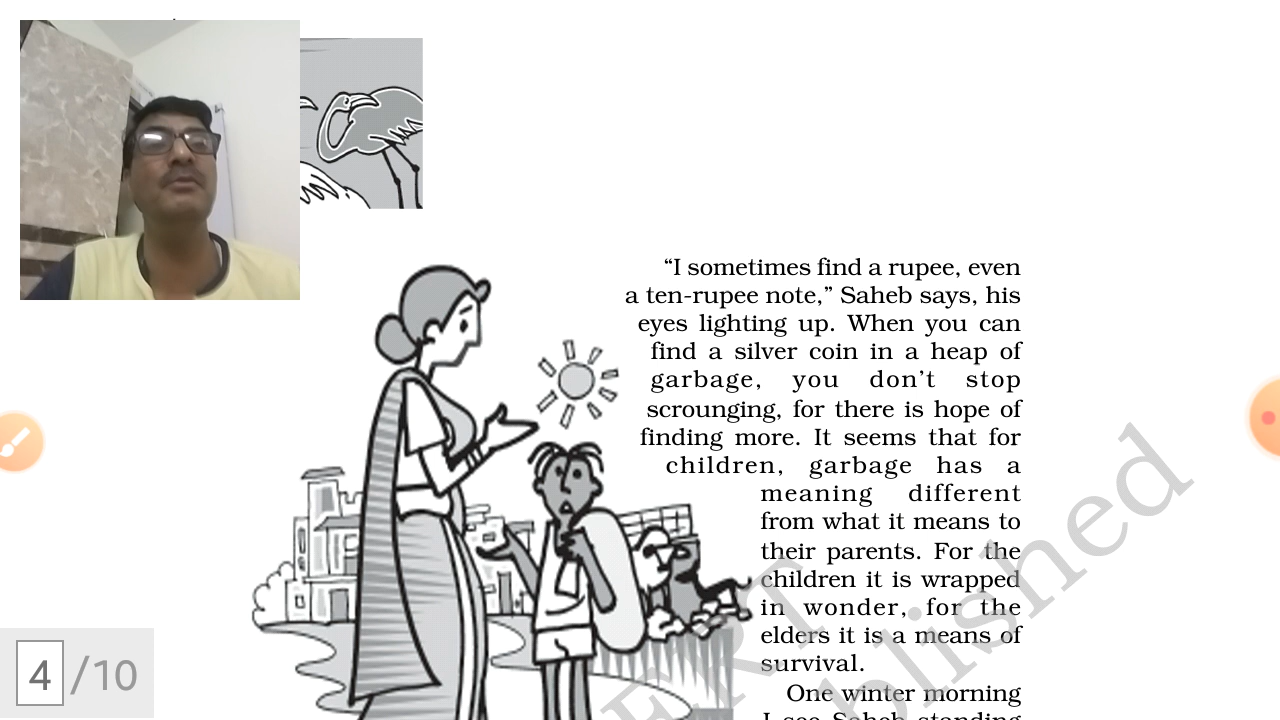 “I sometimes find a rupee, even
a ten-rupee note,” Saheb says, his
eyes lighting up. When you can
find a silver coin in a heap of
garbage, you don’t stop
scrounging, for there is hope of
finding more. It seems that for
children, garbage has a
meaning different
from what it means to
their parents. For the
children it is wrapped
in wonder, for the
elders it is a means of
survival.
One winter morning
I see Saheb standing
4/10